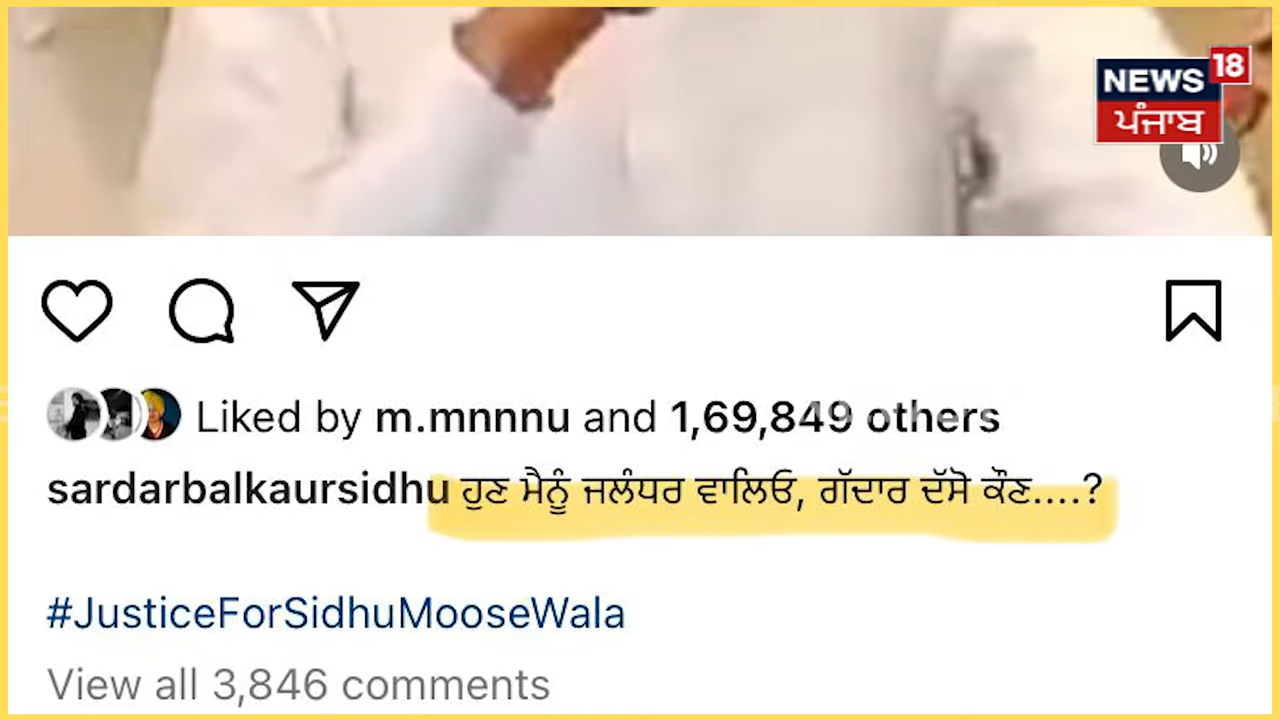 NEWS 18
ਪੰਜਾਬ
Liked by m.mnnnu and 1,69,849 others
sardarbalkaursidhu ਹੁਣ ਮੈਨੂੰ ਜਲੰਧਰ ਵਾਲਿਓ, ਗੱਦਾਰ ਦੱਸੋ ਕੌਣ....?
#JusticeForSidhuMooseWala
View all 3,846 comments